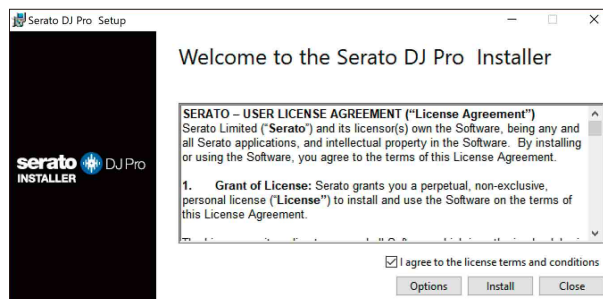 Serato DJ Pro Setup
Welcome to the Serato DJ Pro Installer
SERATO – USER LICENSE AGREEMENT (“License Agreement”)
Serato Limited (“Serato”) and its licensor(s) own the Software, being any and
all Serato applications, and intellectual property in the Software. By installing
or using the Software, you agree to the terms of this License Agreement.
1. Grant of License: Serato grants you a perpetual, non-exclusive,
personal license (“License”) to install and use the Software on the terms of
this License Agreement.
serato DJ Pro
INSTALLER
I agree to the license terms and conditions
Options Install Close